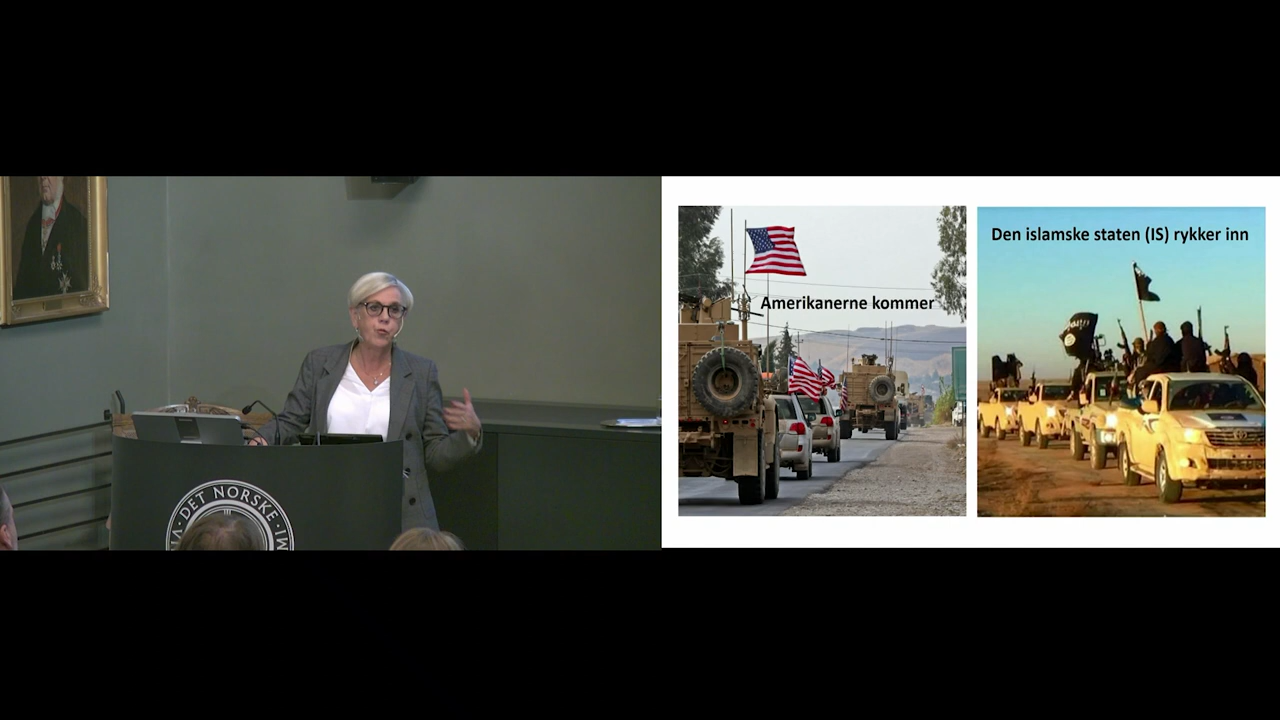 DET NORSKE
Amerikanerne kommer
Den islamske staten (IS) rykker inn